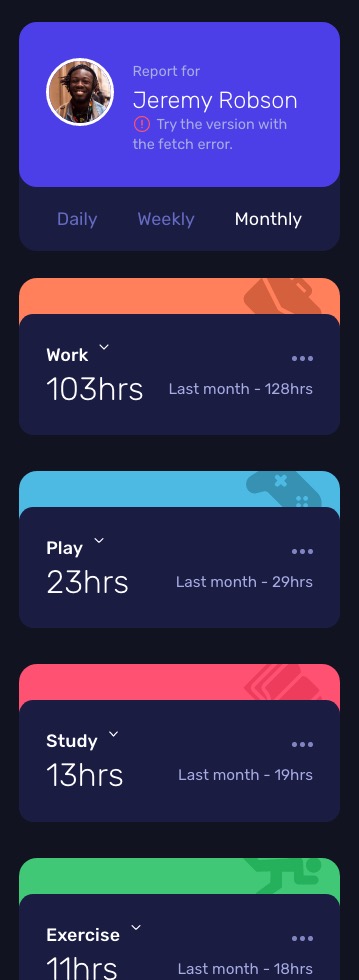 Report for
Jeremy Robson
Try the version with
the fetch error.
Daily Weekly Monthly
Work
103hrs Last month - 128hrs
Play
23hrs Last month - 29hrs
Study
13hrs Last month - 19hrs
Exercise
11hrs Last month - 18hrs